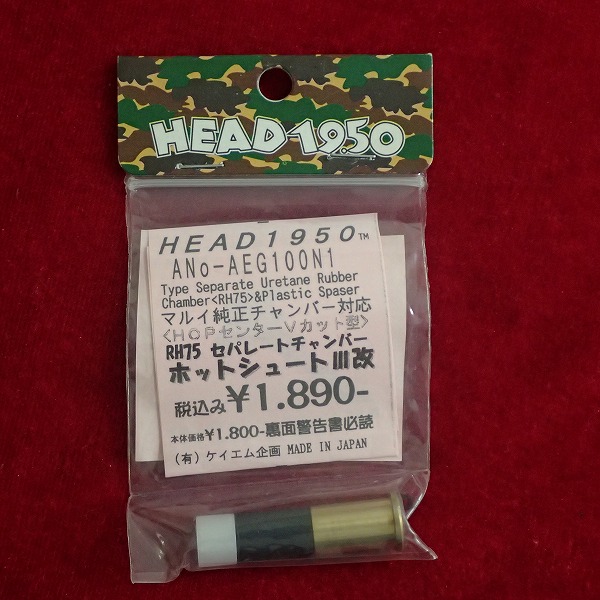 HEAD1950
HEAD1950™
ANo-AEG100N1
Type Separate Uretane Rubber
Chamber<RH75>&Plastic Spaser
マルイ純正チャンバー対応
〈HOPセンターVカット型〉
RH75 セパレートチャンバー
ホットシュートⅢ改
税込み¥1.890-
本体価格¥1.800-裏面警告書必読
(有)ケイエム企画 MADE IN JAPAN